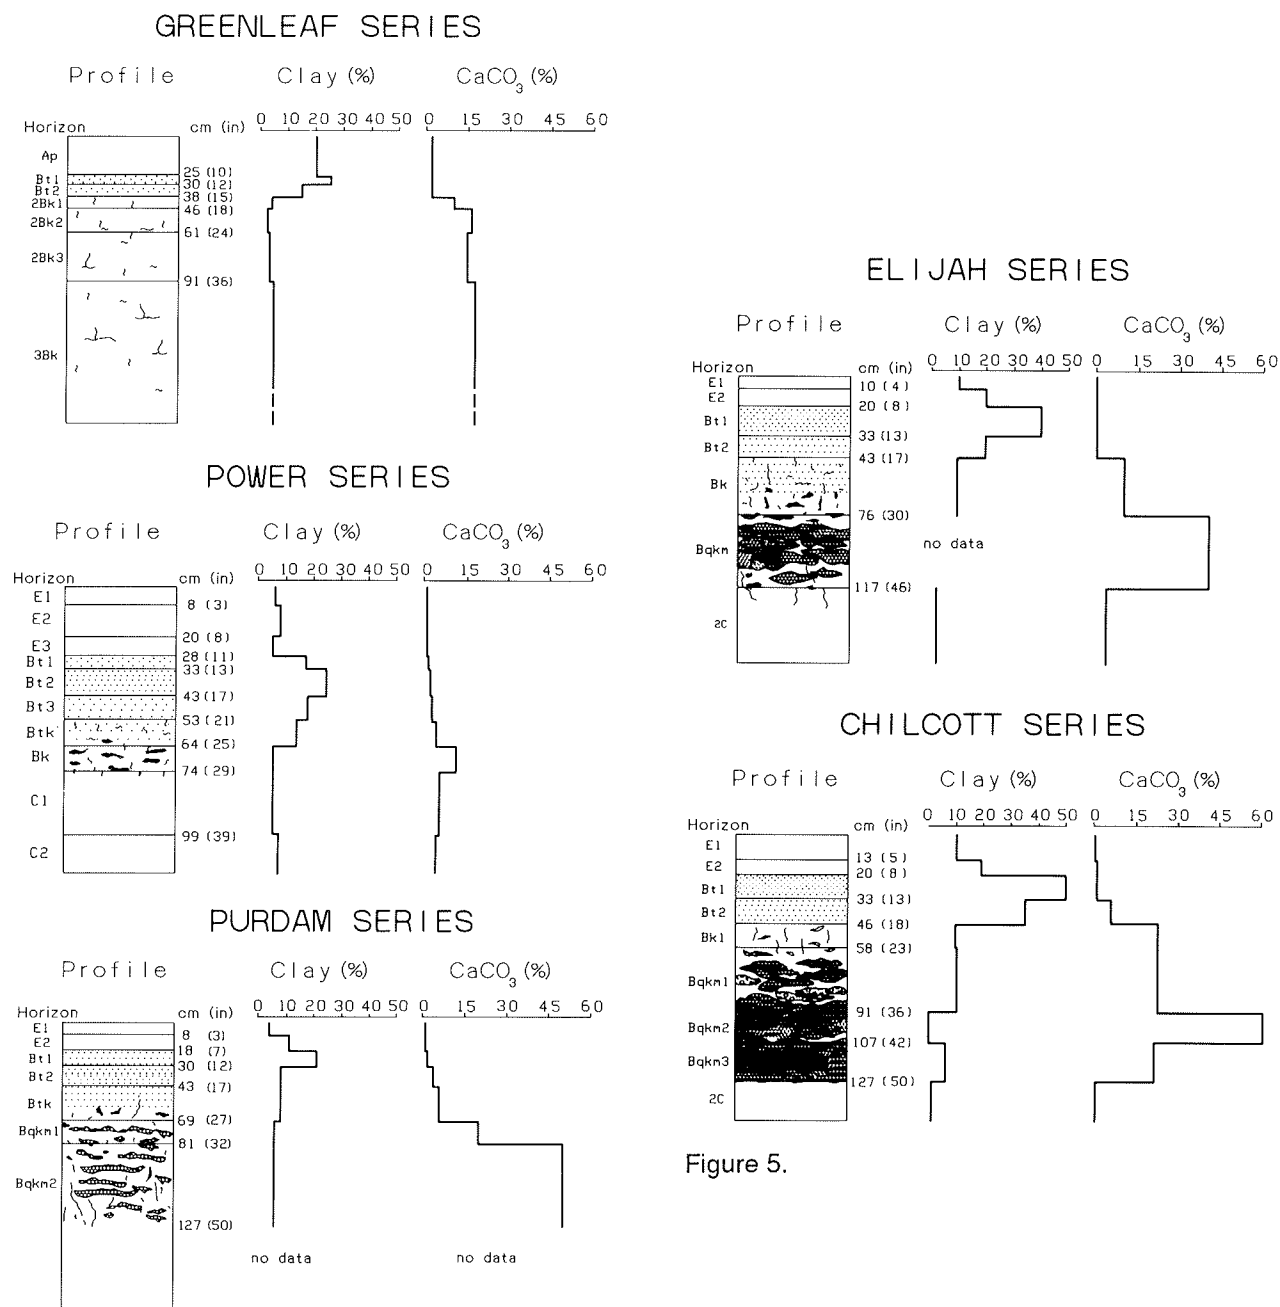 GREENLEAF SERIES
Profile Clay (%) CaCO3 (%)
Horizon cm (in) 0 10 20 30 40 50 0 15 30 45 60
Ap
25 (10)
Bt1
30 (12)
Bt2
38 (15)
2Bk1
46 (18)
2Bk2
61 (24)
2Bk3
91 (36)
3Bk
POWER SERIES
Profile Clay (%) CaCO3 (%)
Horizon cm (in) 0 10 20 30 40 50 0 15 30 45 60
E1
8 (3)
E2
20 (8)
E3
28 (11)
Bt1
33 (13)
Bt2
43 (17)
Bt3
53 (21)
Btk
64 (25)
Bk
74 (29)
C1
99 (39)
C2
PURDAM SERIES
Profile Clay (%) CaCO3 (%)
Horizon cm (in) 0 10 20 30 40 50 0 15 30 45 60
E1
8 (3)
E2
18 (7)
Bt1
30 (12)
Bt2
43 (17)
Btk
69 (27)
Bqkm1
81 (32)
Bqkm2
127 (50)
no data no data
ELIJAH SERIES
Profile Clay (%) CaCO3 (%)
Horizon cm (in) 0 10 20 30 40 50 0 15 30 45 60
E1
10 (4)
E2
20 (8)
Bt1
33 (13)
Bt2
43 (17)
Bk
76 (30)
Bqkm no data
117 (46)
2C
CHILCOTT SERIES
Profile Clay (%) CaCO3 (%)
Horizon cm (in) 0 10 20 30 40 50 0 15 30 45 60
E1
13 (5)
E2
20 (8)
Bt1
33 (13)
Bt2
46 (18)
Bk1
58 (23)
Bqkm1
91 (36)
Bqkm2
107 (42)
Bqkm3
127 (50)
2C
Figure 5.